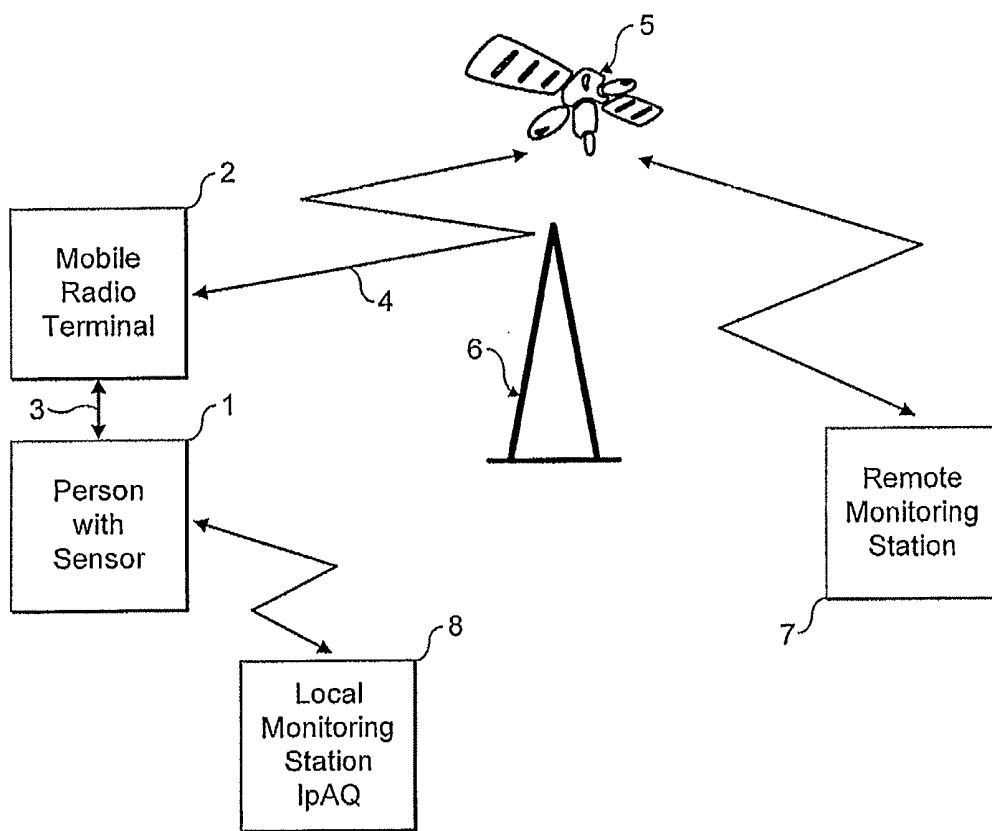 5
2
Mobile
Radio
Terminal
4
3
1
6
Person
with
Sensor
Remote
Monitoring
Station
7
8
Local
Monitoring
Station
IpAQ